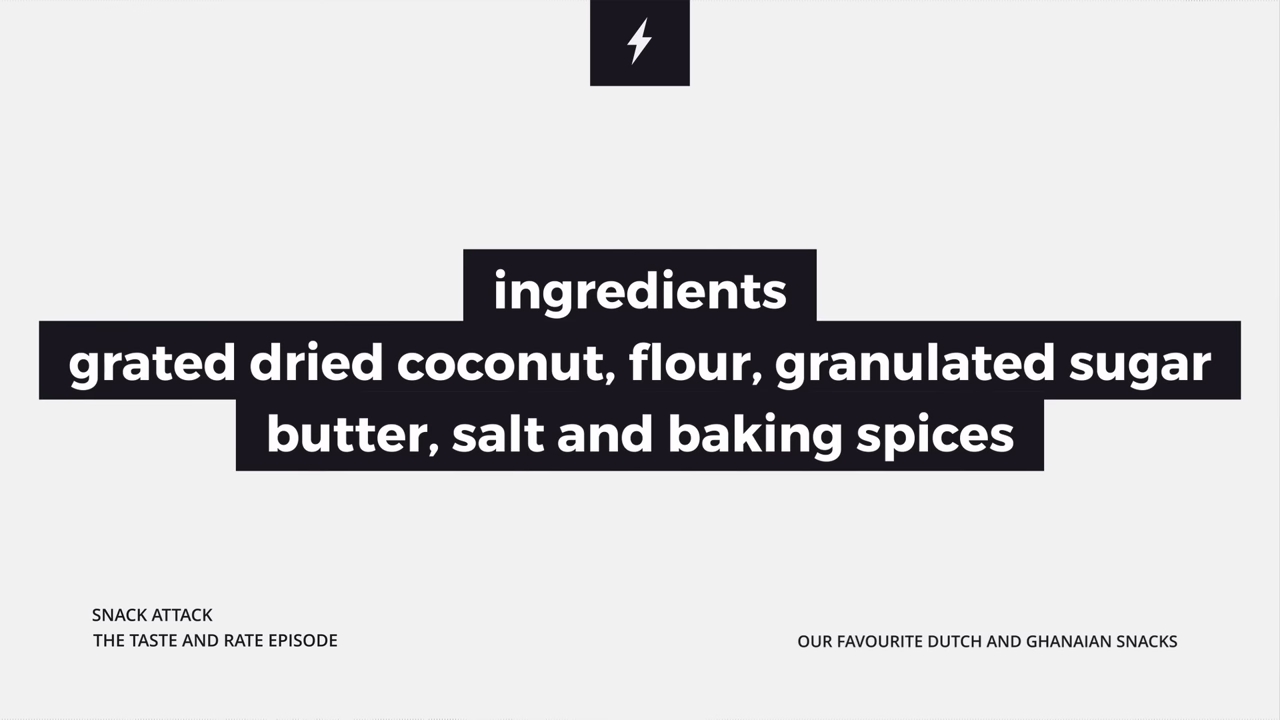 ingredients
grated dried coconut, flour, granulated sugar
butter, salt and baking spices
SNACK ATTACK
THE TASTE AND RATE EPISODE
OUR FAVOURITE DUTCH AND GHANAIAN SNACKS